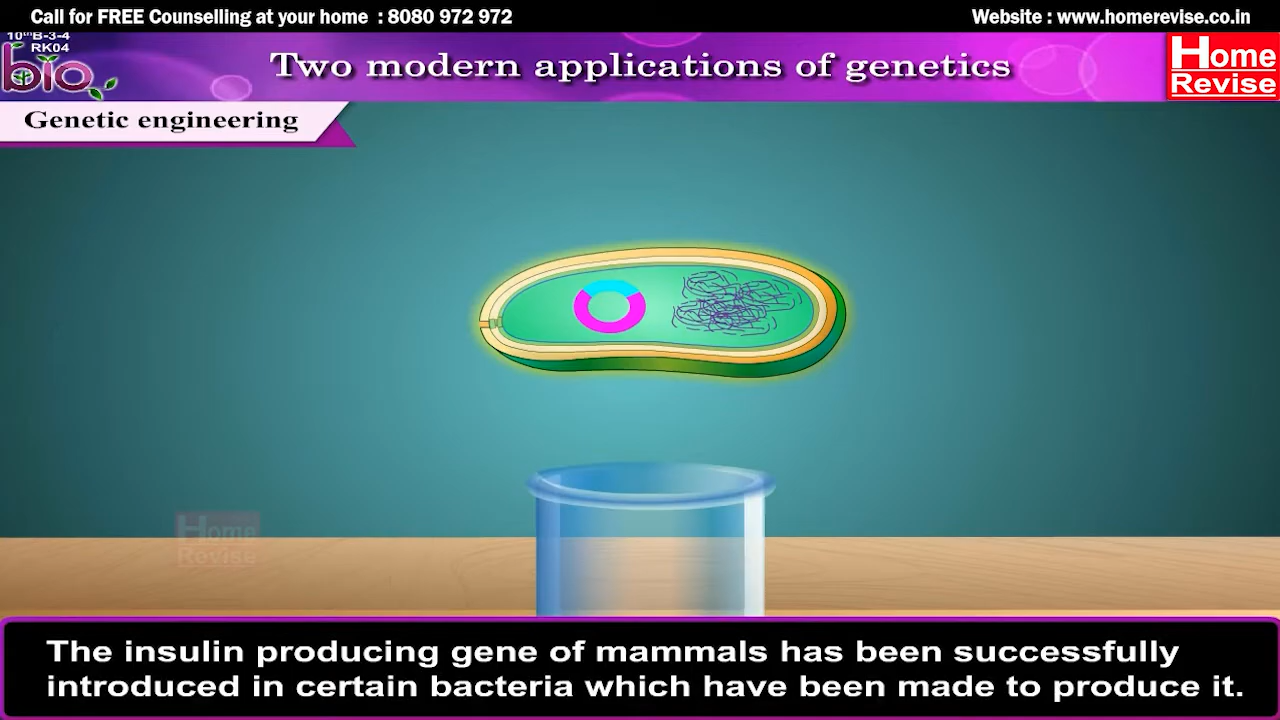 Call for FREE Counselling at your home : 8080 972 972
Website : www.homerevise.co.in
10thB-3-4
RK04
bio
Two modern applications of genetics
Home
Revise
Genetic engineering
Home
Revise
The insulin producing gene of mammals has been successfully
introduced in certain bacteria which have been made to produce it.